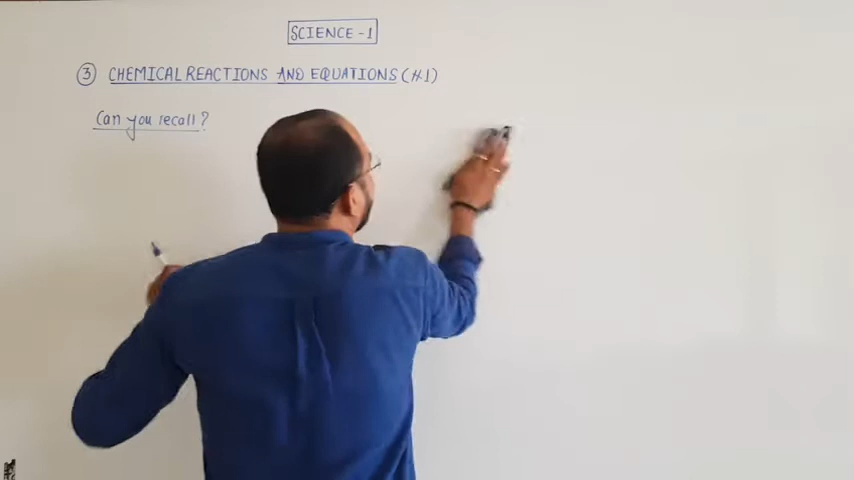 SCIENCE-1
3 CHEMICAL REACTIONS AND EQUATIONS (H.1)
Can you recall?